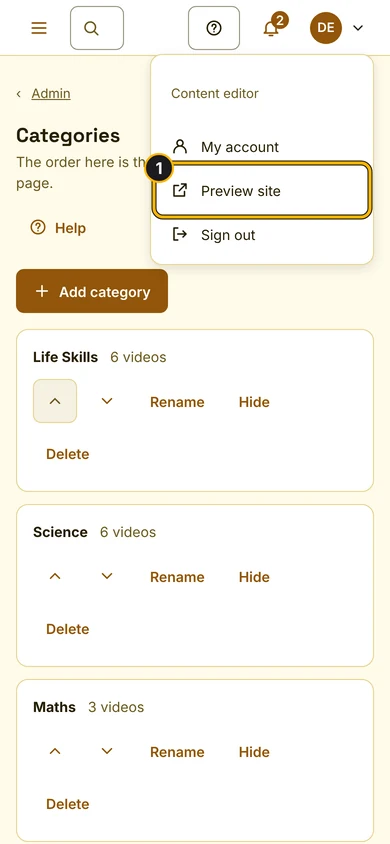 2
DE
‹ Admin
Content editor
Categories
My account
The order here is th
page.
1
Preview site
Help
Sign out
+ Add category
Life Skills 6 videos
Rename Hide
Delete
Science 6 videos
Rename Hide
Delete
Maths 3 videos
Rename Hide
Delete